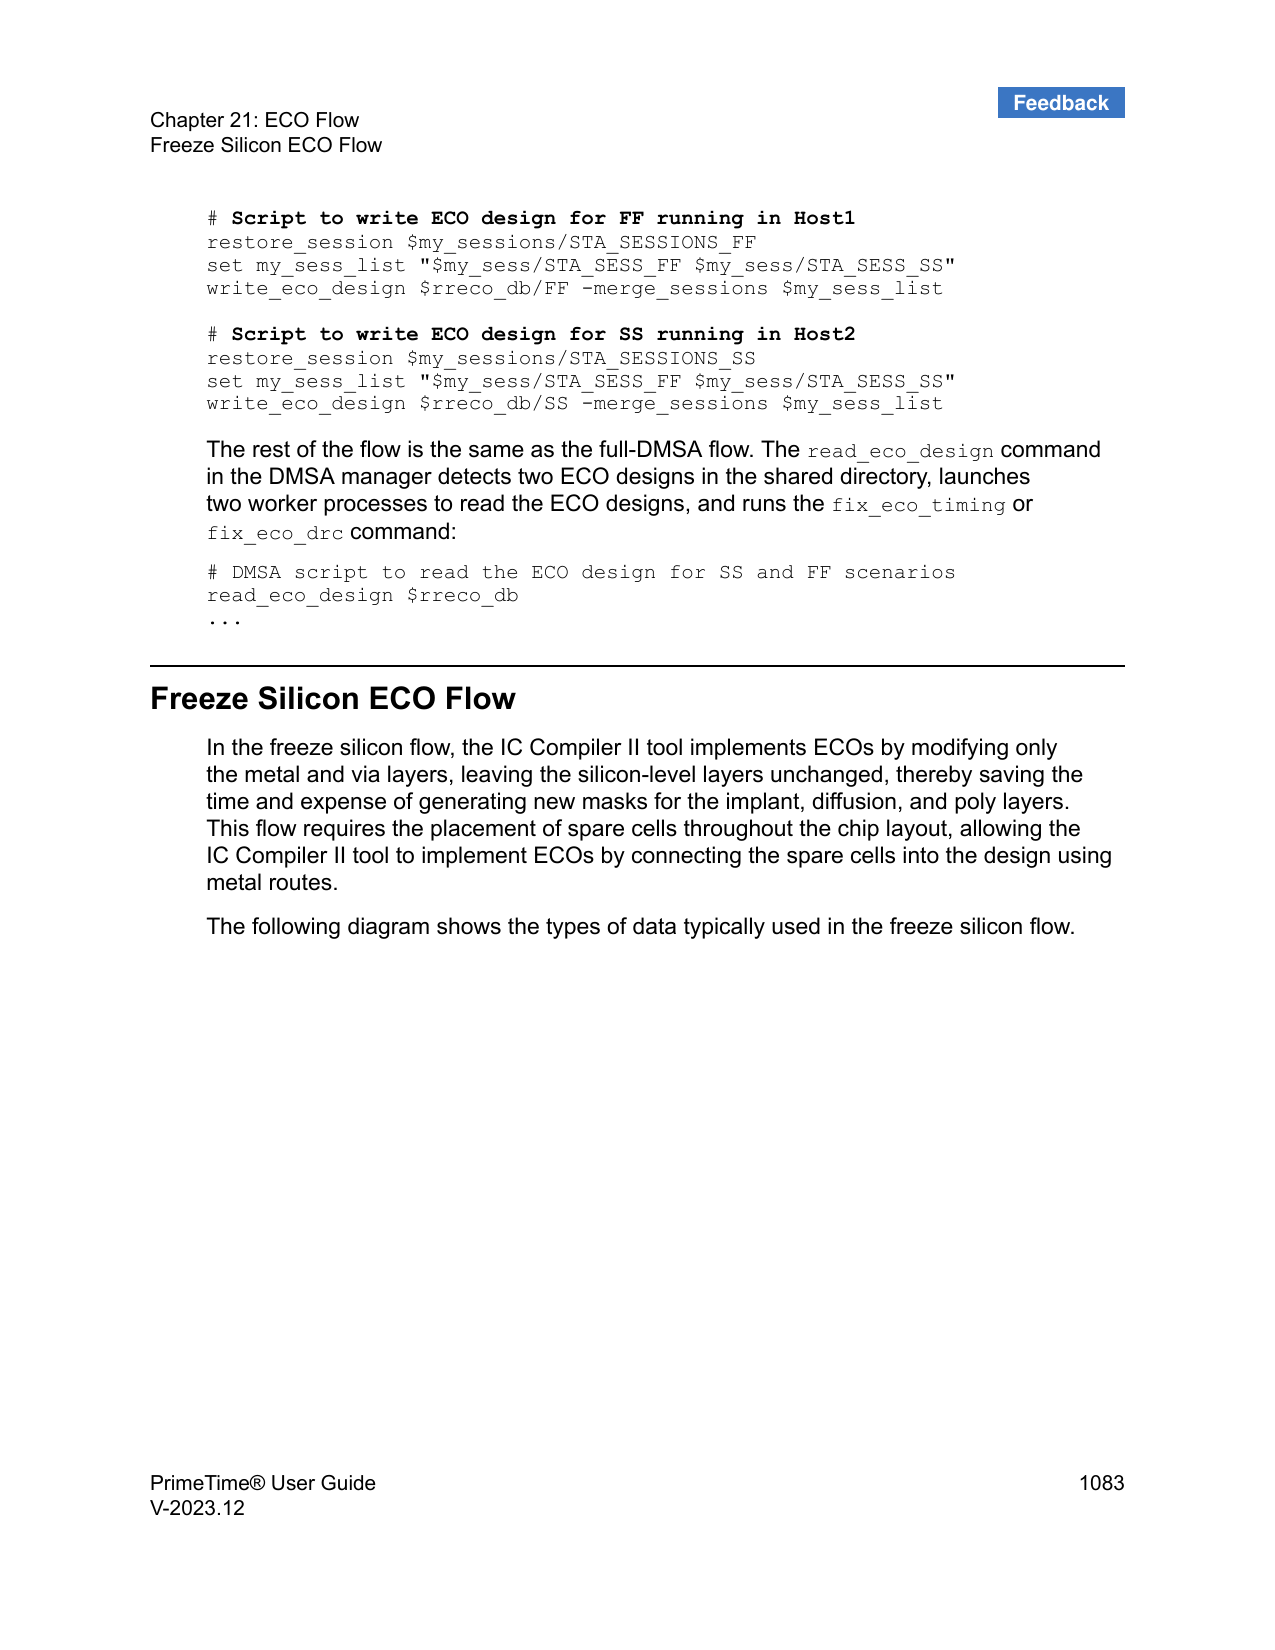 Feedback
Chapter 21: ECO Flow
Freeze Silicon ECO Flow
# Script to write ECO design for FF running in Host1
restore_session $my_sessions/STA_SESSIONS_FF
set my_sess_list "$my_sess/STA_SESS_FF $my_sess/STA_SESS_SS"
write_eco_design $rreco_db/FF -merge_sessions $my_sess_list
# Script to write ECO design for SS running in Host2
restore_session $my_sessions/STA_SESSIONS_SS
set my_sess_list "$my_sess/STA_SESS_FF $my_sess/STA_SESS_SS"
write_eco_design $rreco_db/SS -merge_sessions $my_sess_list
The rest of the flow is the same as the full-DMSA flow. The read_eco_design command
in the DMSA manager detects two ECO designs in the shared directory, launches
two worker processes to read the ECO designs, and runs the fix_eco_timing or
fix_eco_drc command:
# DMSA script to read the ECO design for SS and FF scenarios
read_eco_design $rreco_db
...
Freeze Silicon ECO Flow
In the freeze silicon flow, the IC Compiler II tool implements ECOs by modifying only
the metal and via layers, leaving the silicon-level layers unchanged, thereby saving the
time and expense of generating new masks for the implant, diffusion, and poly layers.
This flow requires the placement of spare cells throughout the chip layout, allowing the
IC Compiler II tool to implement ECOs by connecting the spare cells into the design using
metal routes.
The following diagram shows the types of data typically used in the freeze silicon flow.
PrimeTime® User Guide
V-2023.12
1083